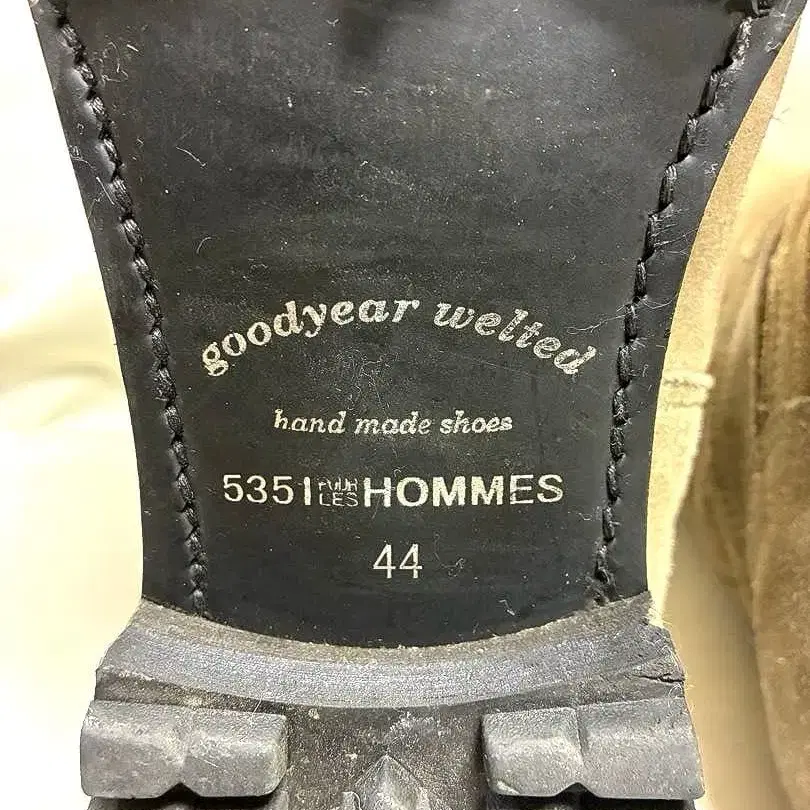 goodyear welted
hand made shoes
5351 POUR LES HOMMES
44